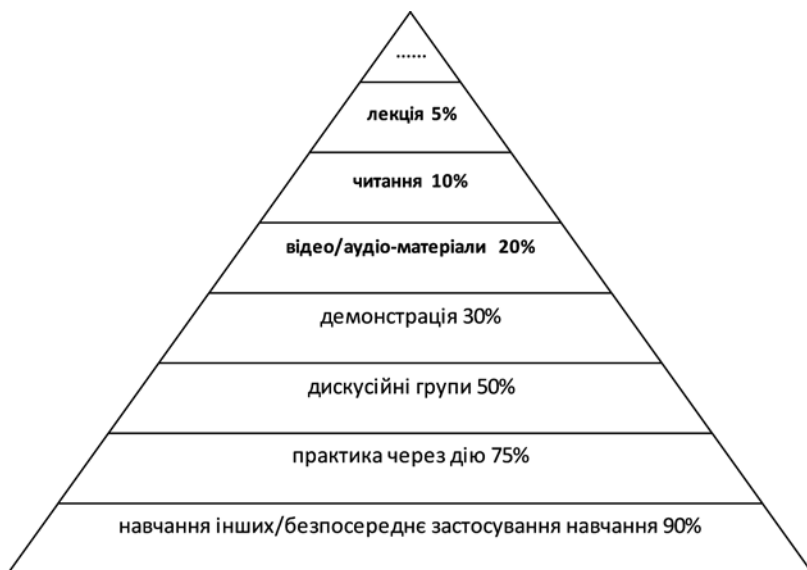 ......
лекція 5%
читання 10%
відео/аудіо-матеріали 20%
демонстрація 30%
дискусійні групи 50%
практика через дію 75%
навчання інших/безпосереднє застосування навчання 90%